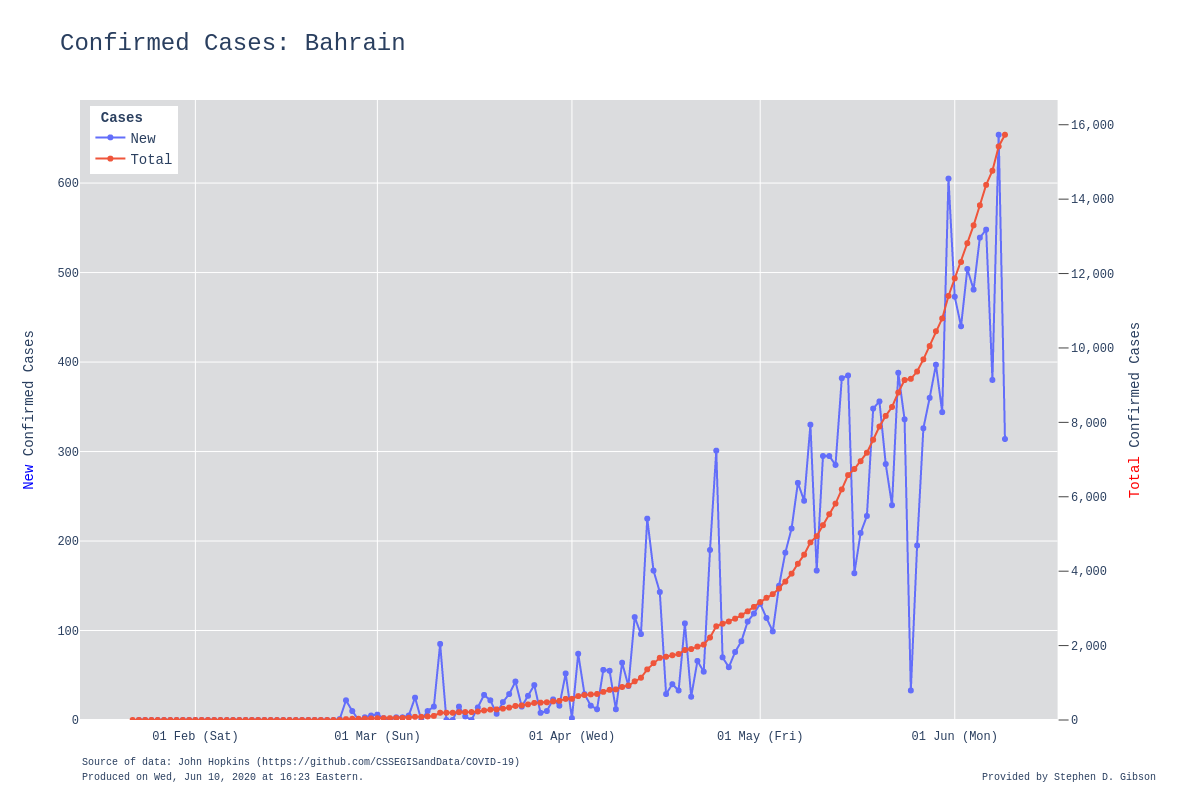 Confirmed Cases: Bahrain
Cases
New
Total
600
500
400
300
200
100
0
16,000
14,000
12,000
10,000
8,000
6,000
4,000
2,000
0
New Confirmed Cases
Total Confirmed Cases
01 Feb (Sat) 01 Mar (Sun) 01 Apr (Wed) 01 May (Fri) 01 Jun (Mon)
Source of data: John Hopkins (https://github.com/CSSEGISandData/COVID-19)
Produced on Wed, Jun 10, 2020 at 16:23 Eastern.
Provided by Stephen D. Gibson